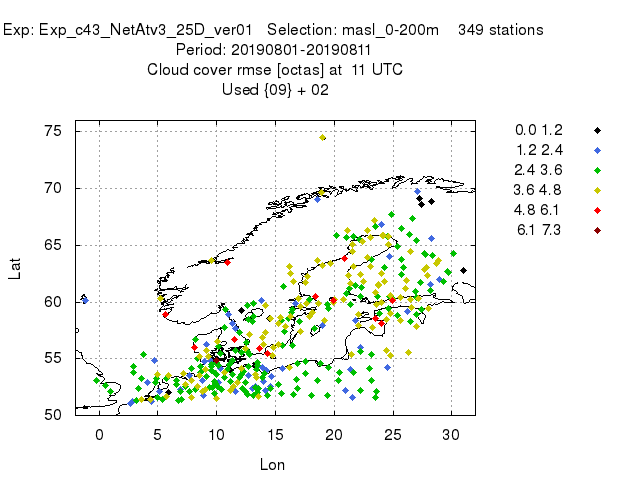 Exp: Exp_c43_NetAtv3_25D_ver01 Selection: masl_0-200m 349 stations
Period: 20190801-20190811
Cloud cover rmse [octas] at 11 UTC
Used {09} + 02
75
70
65
60
55
50
Lat
0 5 10 15 20 25 30
Lon
0.0 1.2
1.2 2.4
2.4 3.6
3.6 4.8
4.8 6.1
6.1 7.3